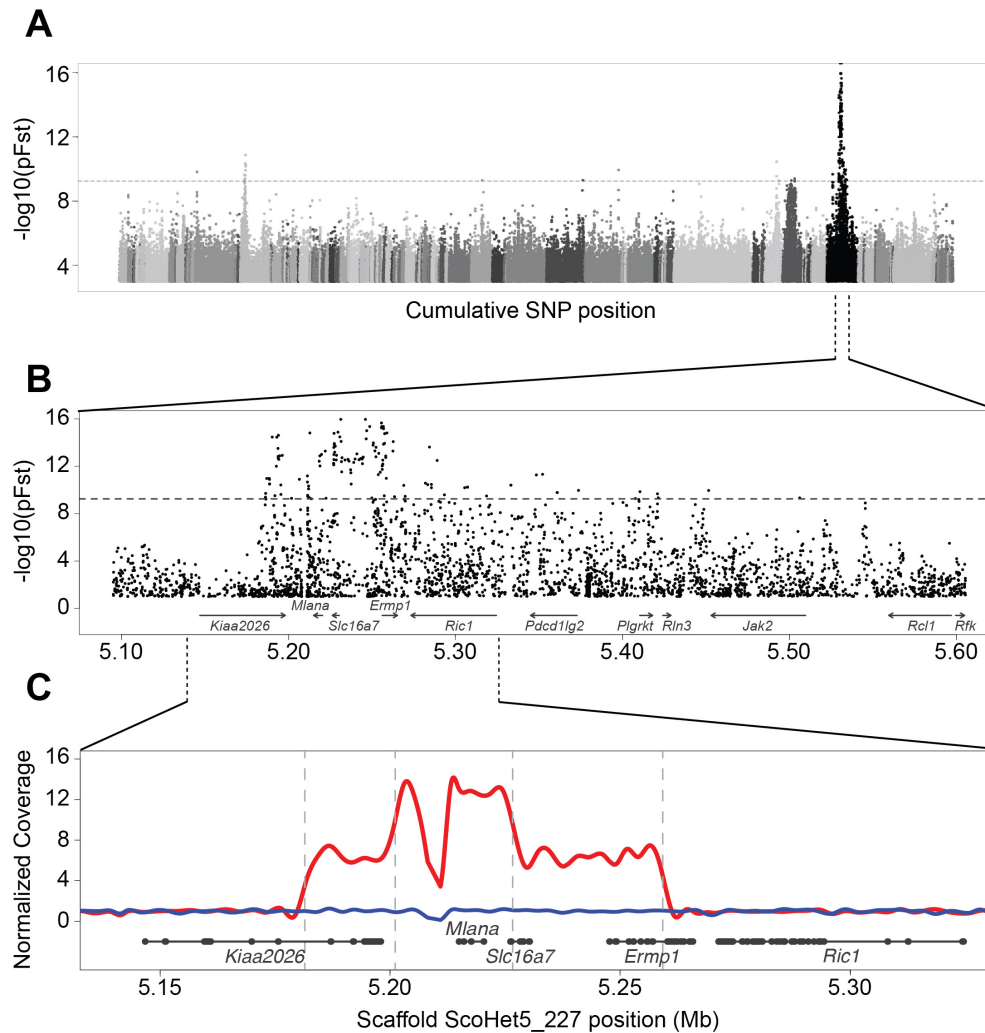 A
-log10(pFst)
16
12
8
4
Cumulative SNP position
B
-log10(pFst)
16
12
8
4
0
Mlana
Ermp1
Kiaa2026
Slc16a7
Ric1
Pdcd1lg2
Plgrkt
Rln3
Jak2
Rcl1
Rfk
5.10
5.20
5.30
5.40
5.50
5.60
C
Normalized Coverage
16
12
8
4
0
Mlana
Kiaa2026
Slc16a7
Ermp1
Ric1
5.15
5.20
5.25
5.30
Scaffold ScoHet5_227 position (Mb)